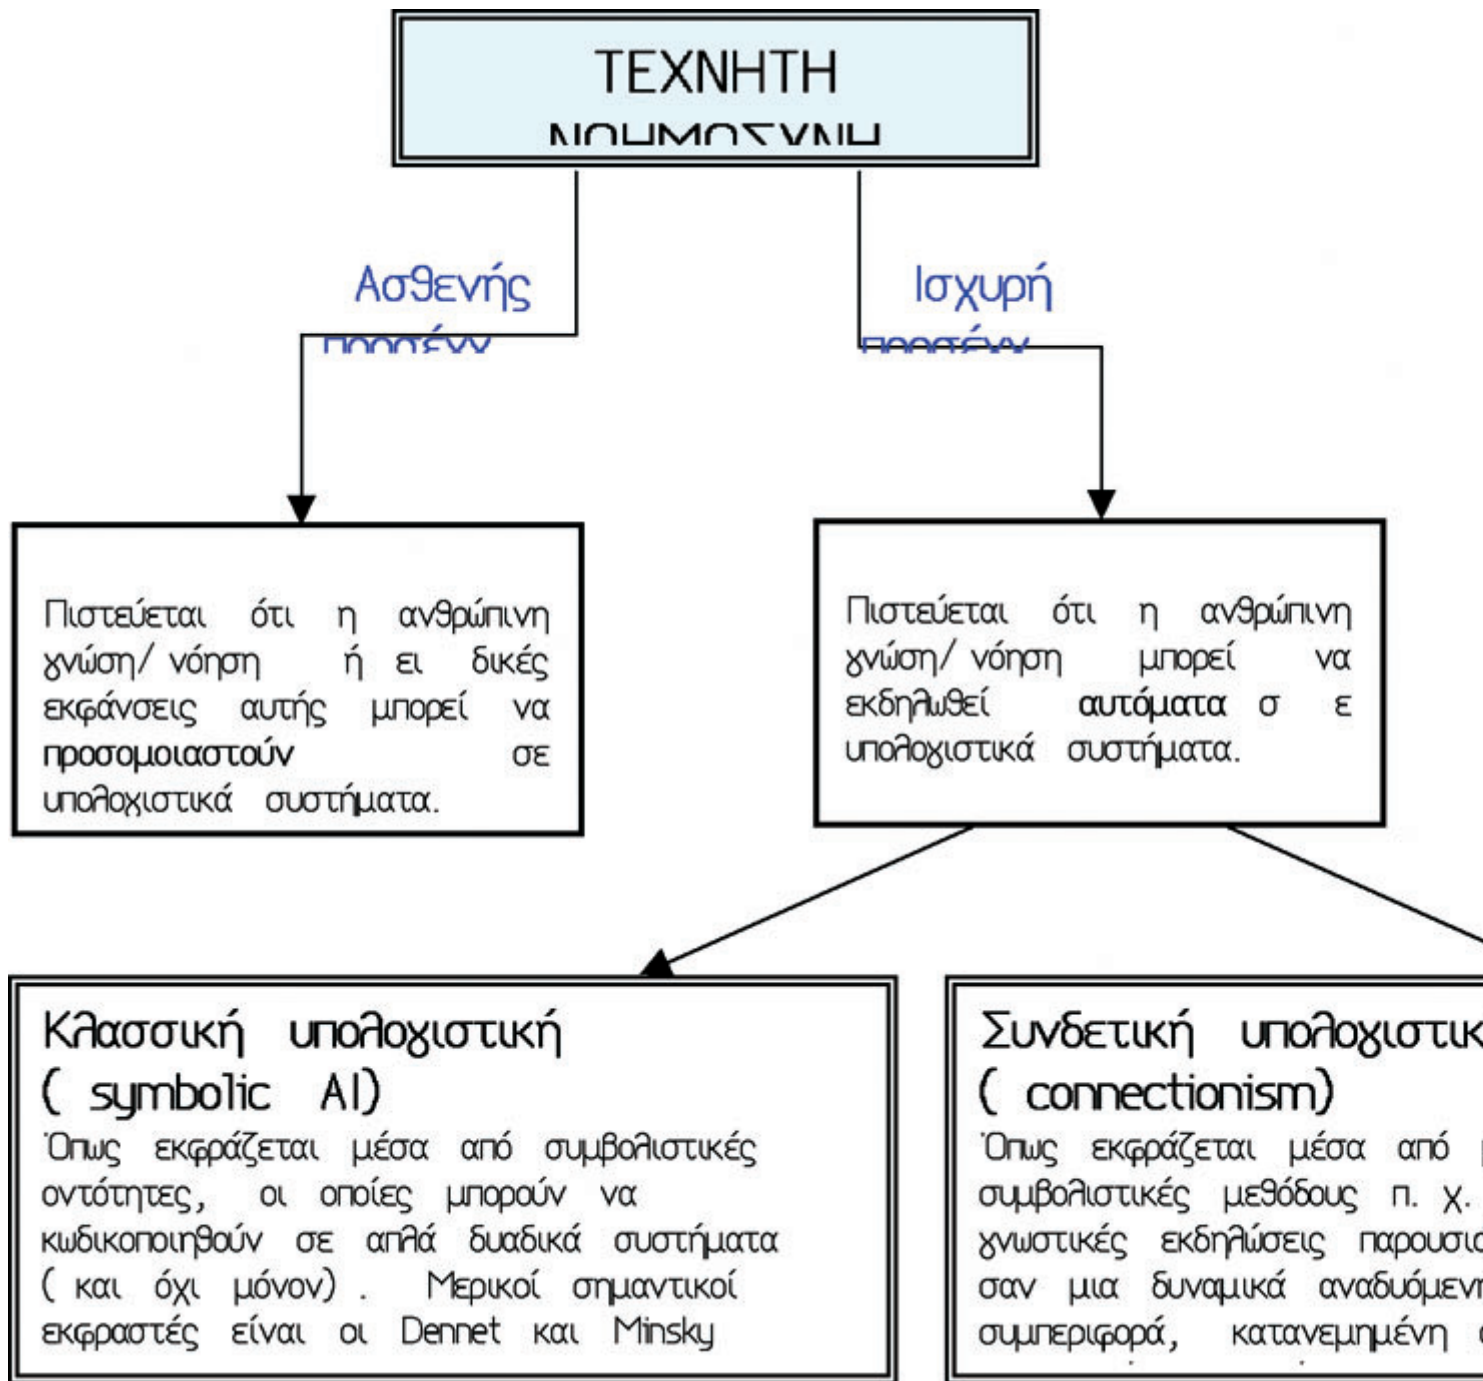 ΤΕΧΝΗΤΗ
ΝΟΗΜΟΣΥΝΗ
Ασθενής
Ισχυρή
Πιστεύεται ότι η ανθρώπινη
γνώση/ νόηση ή ει δικές
εκφάνσεις αυτής μπορεί να
προσομοιαστούν σε
υπολογιστικά συστήματα.
Πιστεύεται ότι η ανθρώπινη
γνώση/ νόηση μπορεί να
εκδηλωθεί αυτόματα σ ε
υπολογιστικά συστήματα.
Κλασσική υπολογιστική
( symbolic AI)
Όπως εκφράζεται μέσα από συμβολιστικές
οντότητες, οι οποίες μπορούν να
κωδικοποιηθούν σε απλά δυαδικά συστήματα
( και όχι μόνον) . Μερικοί σημαντικοί
εκφραστές είναι οι Dennet και Minsky
Συνδετική
( connectionism)
Όπως εκφράζεται μέσα από
συμβολιστικές μεθόδους π. χ.
γνωστικές εκδηλώσεις
σαν μια δυναμικά
συμπεριφορά, κατανεμημένη